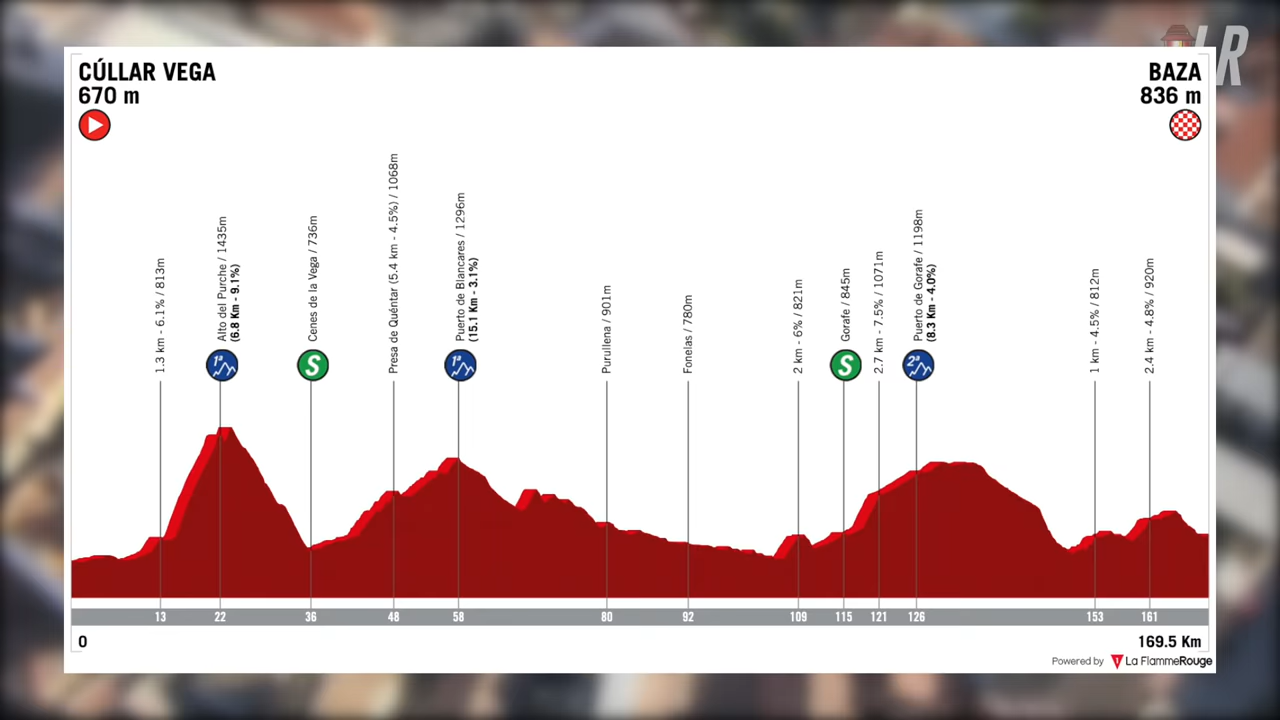 LR
CÚLLAR VEGA
670 m
BAZA
836 m
1.3 km - 6.1% / 813m
Alto del Purche / 1435m
(6.8 Km - 9.1%)
Cenes de la Vega / 736m
Presa de Quéntar (5.4 km - 4.5%) / 1068m
Puerto de Blancares / 1296m
(15.1 Km - 3.1%)
Purullena / 901m
Fonelas / 780m
2 km - 6% / 821m
Gorafe / 845m
2.7 km - 7.5% / 1071m
Puerto de Gorafe / 1198m
(8.3 Km - 4.0%)
1 km - 4.5% / 812m
2.4 km - 4.8% / 920m
1ª
S
1ª
S
2ª
13 22 36 48 58 80 92 109 115 121 126 153 161
0
169.5 Km
Powered by La FlammeRouge